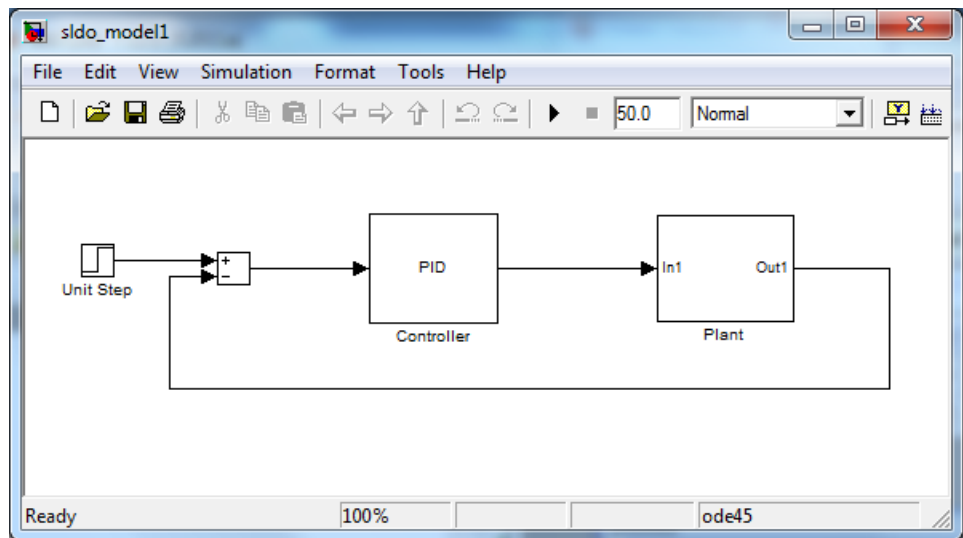 sldo_model1
File Edit View Simulation Format Tools Help
50.0 Normal
+
−
Unit Step
PID
Controller
In1 Out1
Plant
Ready 100% ode45